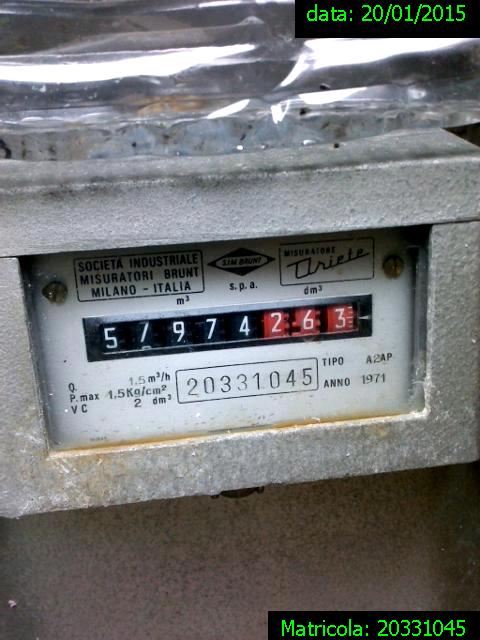 data: 20/01/2015
SOCIETÀ INDUSTRIALE
MISURATORI BRUNT
MILANO - ITALIA
SIM BRUNT
s.p.a.
MISURATORE
Ariete
m³
dm³
5 7 9 7 4 2 6 3
Q. 1.5 m³/h
P. max 1,5Kg/cm²
V C 2 dm³
20331045
TIPO A2AP
ANNO 1971
Matricola: 20331045